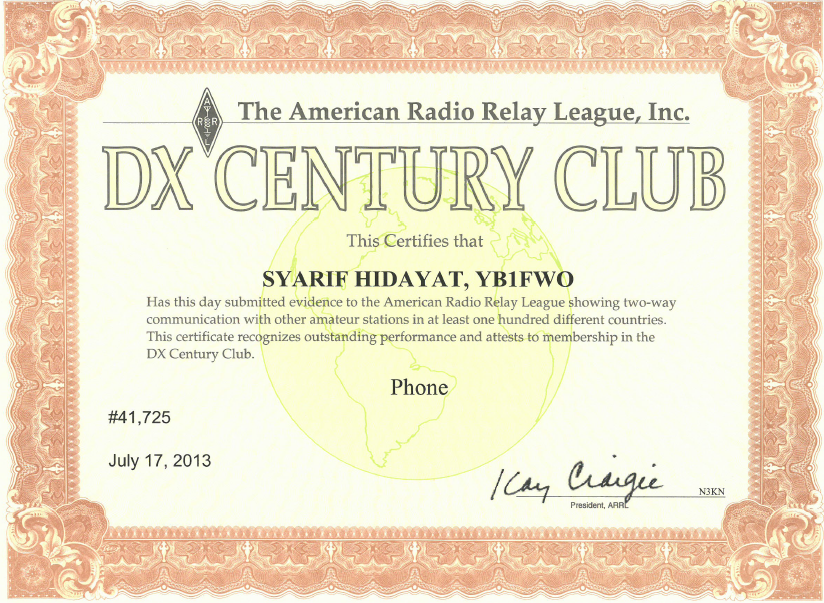 The American Radio Relay League, Inc.
A
R R
L
DX CENTURY CLUB
This Certifies that
SYARIF HIDAYAT, YB1FWO
Has this day submitted evidence to the American Radio Relay League showing two-way
communication with other amateur stations in at least one hundred different countries.
This certificate recognizes outstanding performance and attests to membership in the
DX Century Club.
Phone
#41,725
July 17, 2013
Kay Craigie
N3KN
President, ARRL